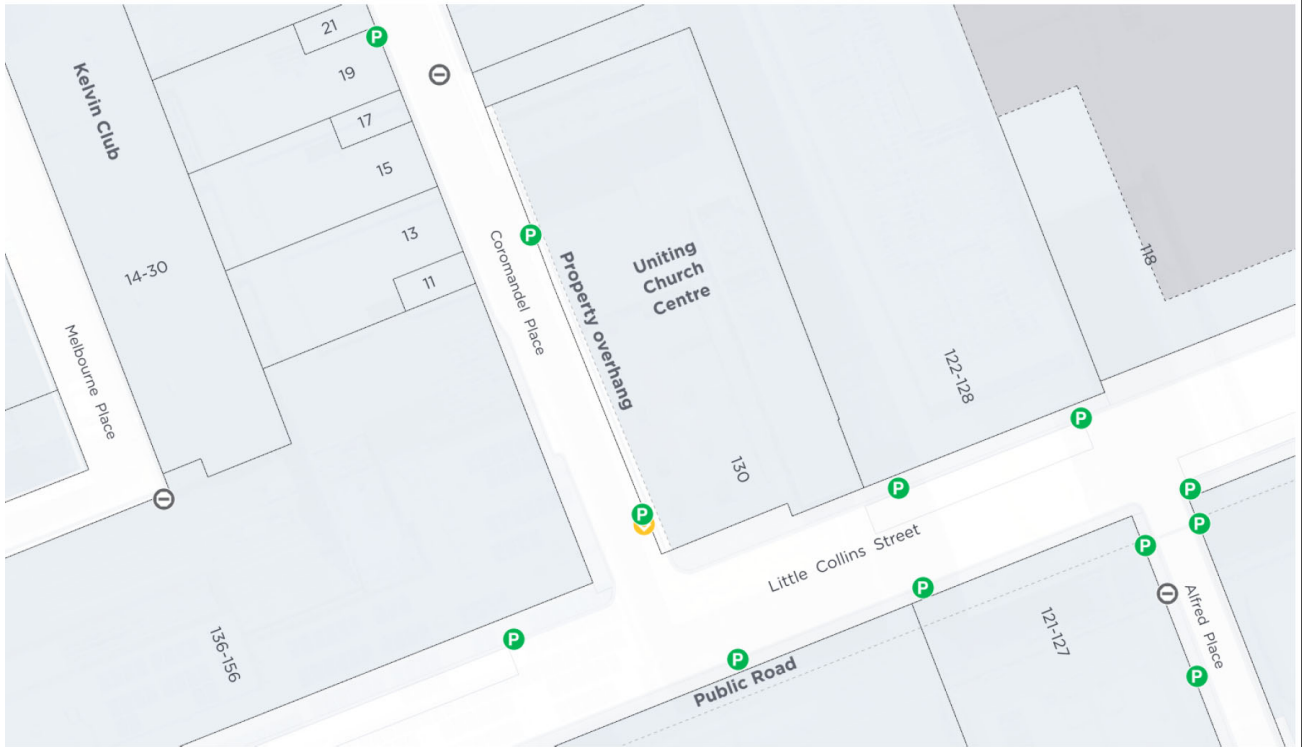 21
P
19
Kelvin Club
17
15
13
14-30
11
Coromandel Place
P
Property overhang
Uniting
Church
Centre
118
Melbourne Place
122-128
130
P
P
P
P
P
P
P
Little Collins Street
P
Alfred Place
121-127
136-156
P
P
Public Road
P